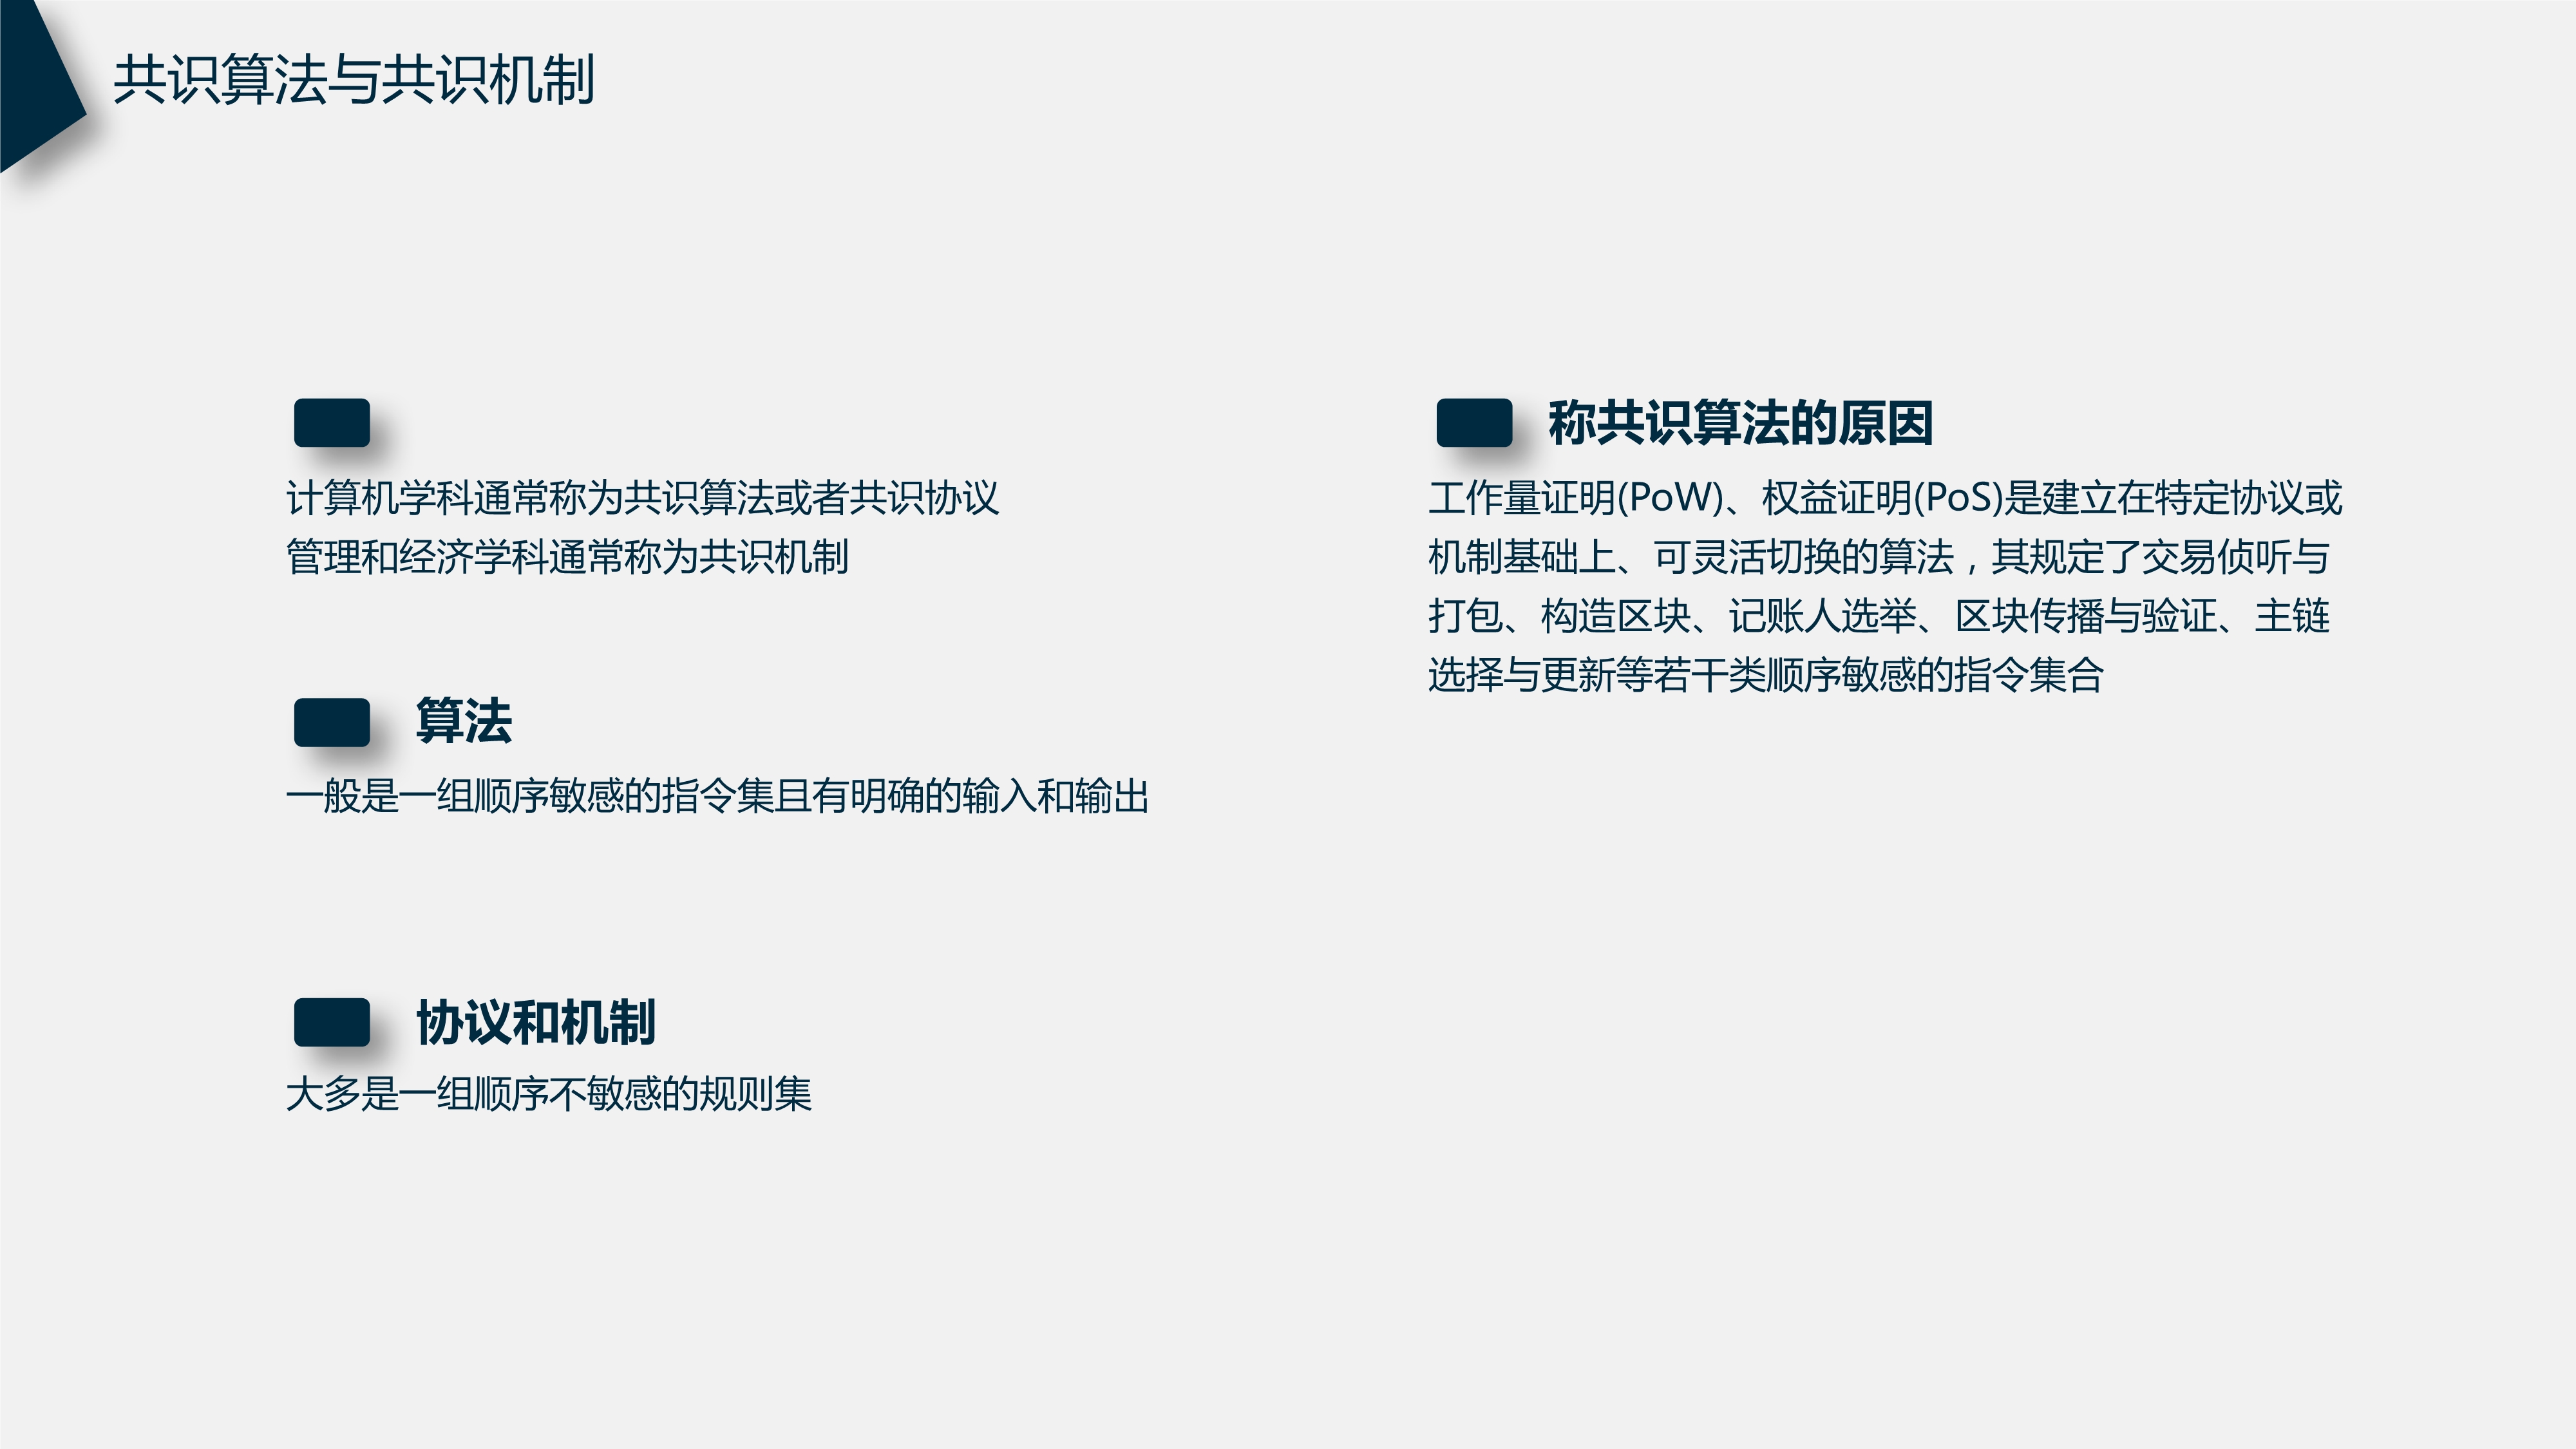 共识算法与共识机制
计算机学科通常称为共识算法或者共识协议
管理和经济学科通常称为共识机制
算法
一般是一组顺序敏感的指令集且有明确的输入和输出
协议和机制
大多是一组顺序不敏感的规则集
称共识算法的原因
工作量证明(PoW)、权益证明(PoS)是建立在特定协议或
机制基础上、可灵活切换的算法，其规定了交易侦听与
打包、构造区块、记账人选举、区块传播与验证、主链
选择与更新等若干类顺序敏感的指令集合